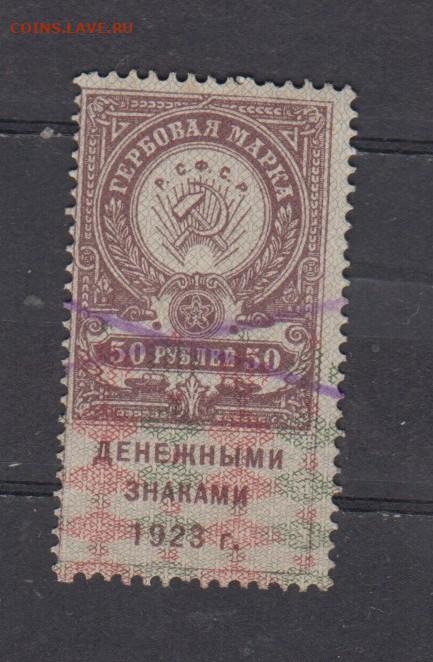 COINS.LAVE.RU
ГЕРБОВАЯ МАРКА
Р. С. Ф. С. Р.
50 РУБЛЕЙ 50
ДЕНЕЖНЫМИ
ЗНАКАМИ
1923 г.